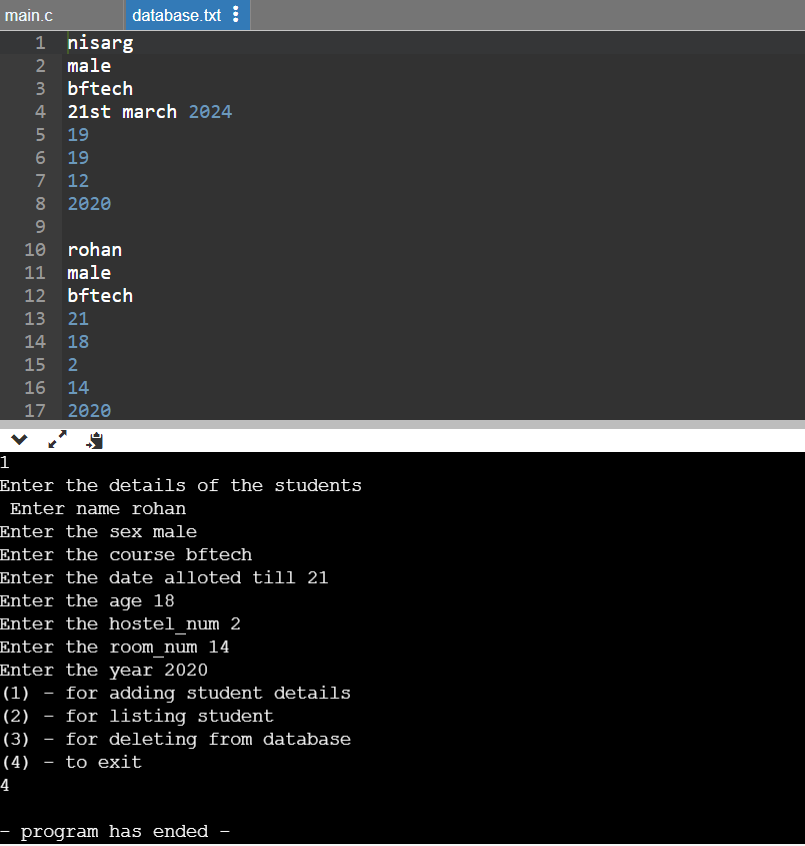 main.c database.txt
1 nisarg
2 male
3 bftech
4 21st march 2024
5 19
6 19
7 12
8 2020
9
10 rohan
11 male
12 bftech
13 21
14 18
15 2
16 14
17 2020
1
Enter the details of the students
Enter name rohan
Enter the sex male
Enter the course bftech
Enter the date alloted till 21
Enter the age 18
Enter the hostel_num 2
Enter the room_num 14
Enter the year 2020
(1) - for adding student details
(2) - for listing student
(3) - for deleting from database
(4) - to exit
4
- program has ended -